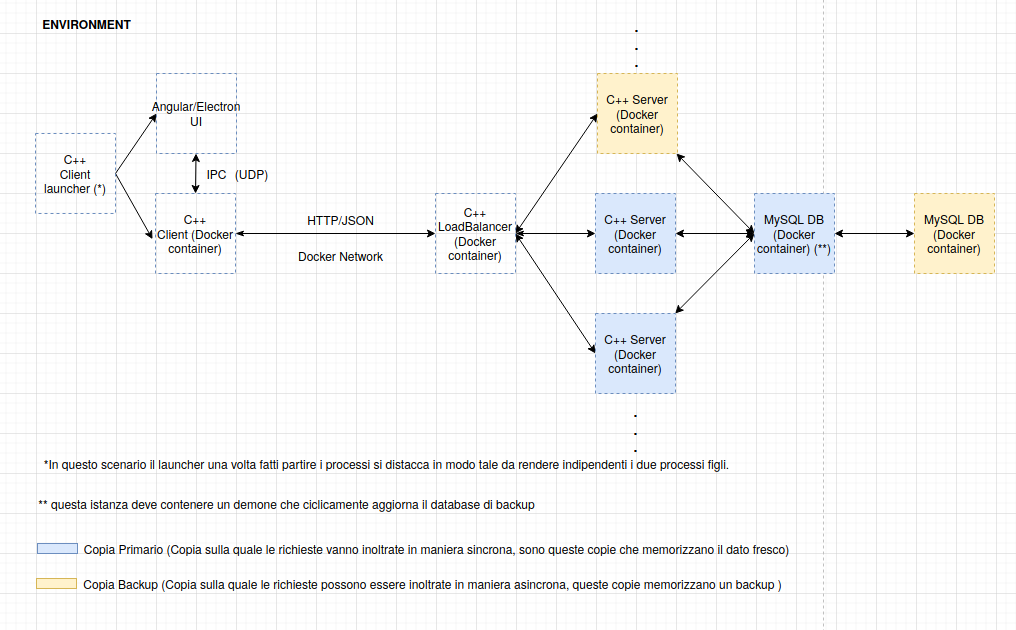 ENVIRONMENT
Angular/Electron
UI
C++
Client
launcher (*)
IPC (UDP)
C++
Client (Docker
container)
HTTP/JSON
Docker Network
C++
LoadBalancer
(Docker
container)
C++ Server
(Docker
container)
C++ Server
(Docker
container)
C++ Server
(Docker
container)
MySQL DB
(Docker
container) (**)
MySQL DB
(Docker
container)
*In questo scenario il launcher una volta fatti partire i processi si distacca in modo tale da rendere indipendenti i due processi figli.
** questa istanza deve contenere un demone che ciclicamente aggiorna il database di backup
Copia Primario (Copia sulla quale le richieste vanno inoltrate in maniera sincrona, sono queste copie che memorizzano il dato fresco)
Copia Backup (Copia sulla quale le richieste possono essere inoltrate in maniera asincrona, queste copie memorizzano un backup )